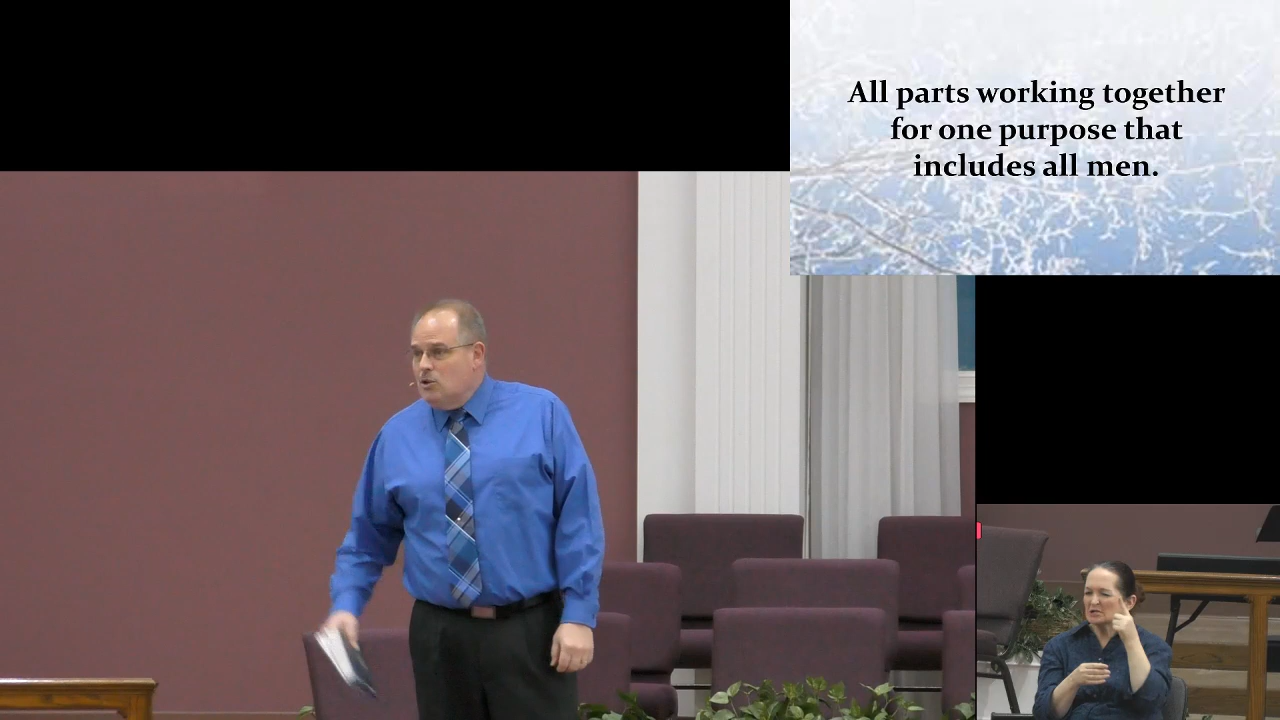 All parts working together
for one purpose that
includes all men.